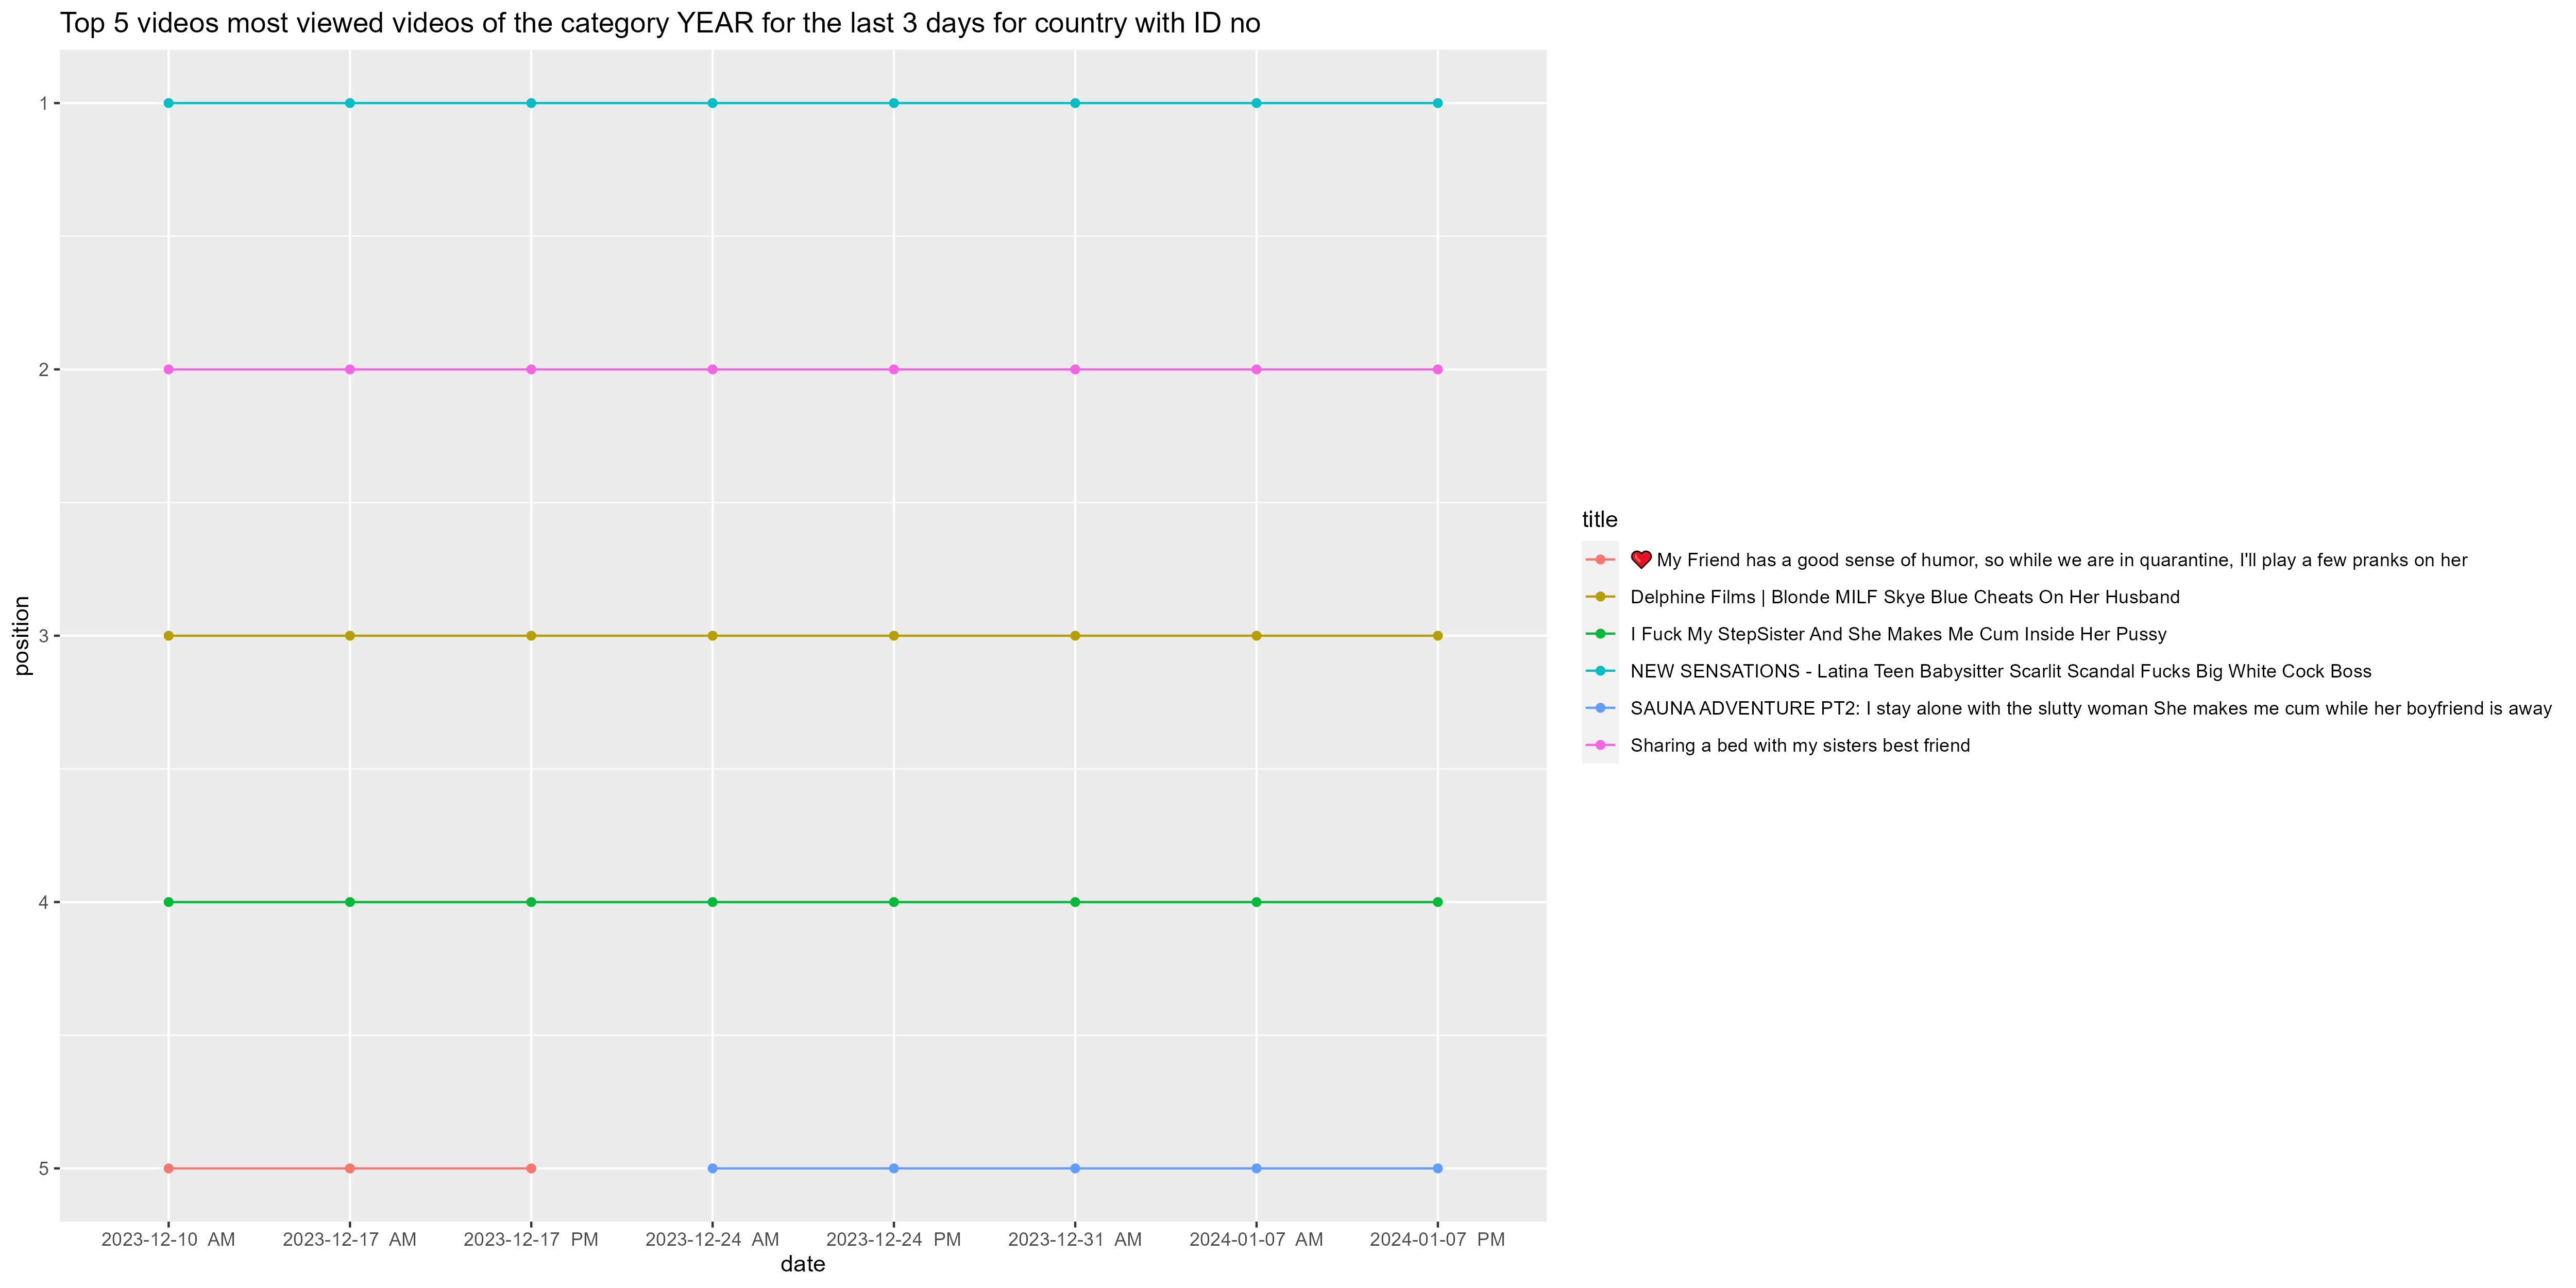 Top 5 videos most viewed videos of the category YEAR for the last 3 days for country with ID no
1
2
3
4
5
position
2023-12-10 AM
2023-12-17 AM
2023-12-17 PM
2023-12-24 AM
2023-12-24 PM
2023-12-31 AM
2024-01-07 AM
2024-01-07 PM
date
title
❤️ My Friend has a good sense of humor, so while we are in quarantine, I'll play a few pranks on her
Delphine Films | Blonde MILF Skye Blue Cheats On Her Husband
I Fuck My StepSister And She Makes Me Cum Inside Her Pussy
NEW SENSATIONS - Latina Teen Babysitter Scarlit Scandal Fucks Big White Cock Boss
SAUNA ADVENTURE PT2: I stay alone with the slutty woman She makes me cum while her boyfriend is away
Sharing a bed with my sisters best friend